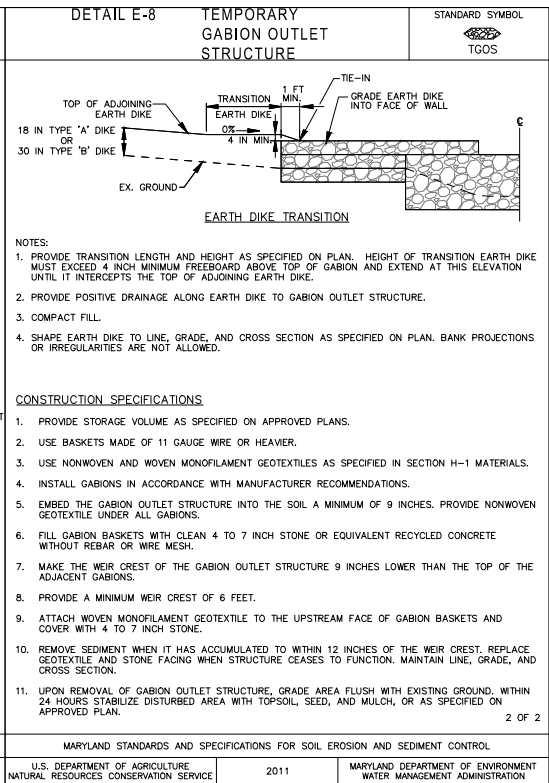 DETAIL E-8
TEMPORARY
GABION OUTLET
STRUCTURE
STANDARD SYMBOL
TGOS
TIE-IN
1 FT
MIN.
TRANSITION
GRADE EARTH DIKE
INTO FACE OF WALL
TOP OF ADJOINING
EARTH DIKE
EARTH DIKE
0%
4 IN MIN.
18 IN TYPE 'A' DIKE
OR
30 IN TYPE 'B' DIKE
EX. GROUND
EARTH DIKE TRANSITION
NOTES:
1. PROVIDE TRANSITION LENGTH AND HEIGHT AS SPECIFIED ON PLAN. HEIGHT OF TRANSITION EARTH DIKE
MUST EXCEED 4 INCH MINIMUM FREEBOARD ABOVE TOP OF GABION AND EXTEND AT THIS ELEVATION
UNTIL IT INTERCEPTS THE TOP OF ADJOINING EARTH DIKE.
2. PROVIDE POSITIVE DRAINAGE ALONG EARTH DIKE TO GABION OUTLET STRUCTURE.
3. COMPACT FILL.
4. SHAPE EARTH DIKE TO LINE, GRADE, AND CROSS SECTION AS SPECIFIED ON PLAN. BANK PROJECTIONS
OR IRREGULARITIES ARE NOT ALLOWED.
CONSTRUCTION SPECIFICATIONS
1. PROVIDE STORAGE VOLUME AS SPECIFIED ON APPROVED PLANS.
2. USE BASKETS MADE OF 11 GAUGE WIRE OR HEAVIER.
3. USE NONWOVEN AND WOVEN MONOFILAMENT GEOTEXTILES AS SPECIFIED IN SECTION H-1 MATERIALS.
4. INSTALL GABIONS IN ACCORDANCE WITH MANUFACTURER RECOMMENDATIONS.
5. EMBED THE GABION OUTLET STRUCTURE INTO THE SOIL A MINIMUM OF 9 INCHES. PROVIDE NONWOVEN
GEOTEXTILE UNDER ALL GABIONS.
6. FILL GABION BASKETS WITH CLEAN 4 TO 7 INCH STONE OR EQUIVALENT RECYCLED CONCRETE
WITHOUT REBAR OR WIRE MESH.
7. MAKE THE WEIR CREST OF THE GABION OUTLET STRUCTURE 9 INCHES LOWER THAN THE TOP OF THE
ADJACENT GABIONS.
8. PROVIDE A MINIMUM WEIR CREST OF 6 FEET.
9. ATTACH WOVEN MONOFILAMENT GEOTEXTILE TO THE UPSTREAM FACE OF GABION BASKETS AND
COVER WITH 4 TO 7 INCH STONE.
10. REMOVE SEDIMENT WHEN IT HAS ACCUMULATED TO WITHIN 12 INCHES OF THE WEIR CREST. REPLACE
GEOTEXTILE AND STONE FACING WHEN STRUCTURE CEASES TO FUNCTION. MAINTAIN LINE, GRADE, AND
CROSS SECTION.
11. UPON REMOVAL OF GABION OUTLET STRUCTURE, GRADE AREA FLUSH WITH EXISTING GROUND. WITHIN
24 HOURS STABILIZE DISTURBED AREA WITH TOPSOIL, SEED, AND MULCH, OR AS SPECIFIED ON
APPROVED PLAN.
2 OF 2
MARYLAND STANDARDS AND SPECIFICATIONS FOR SOIL EROSION AND SEDIMENT CONTROL
U.S. DEPARTMENT OF AGRICULTURE
NATURAL RESOURCES CONSERVATION SERVICE
2011
MARYLAND DEPARTMENT OF ENVIRONMENT
WATER MANAGEMENT ADMINISTRATION